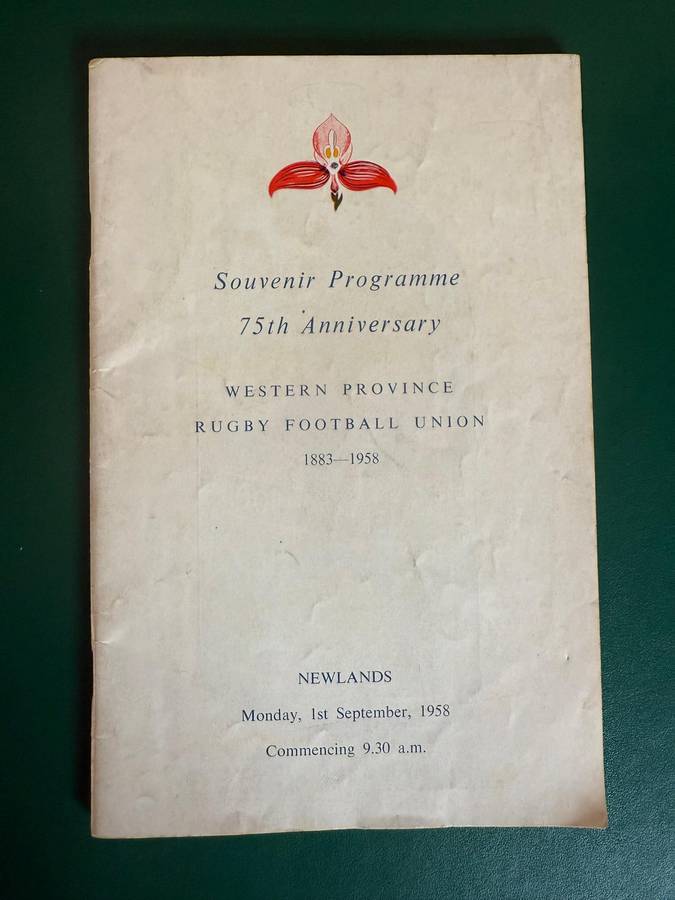 Souvenir Programme
75th Anniversary
WESTERN PROVINCE
RUGBY FOOTBALL UNION
1883—1958
NEWLANDS
Monday, 1st September, 1958
Commencing 9.30 a.m.